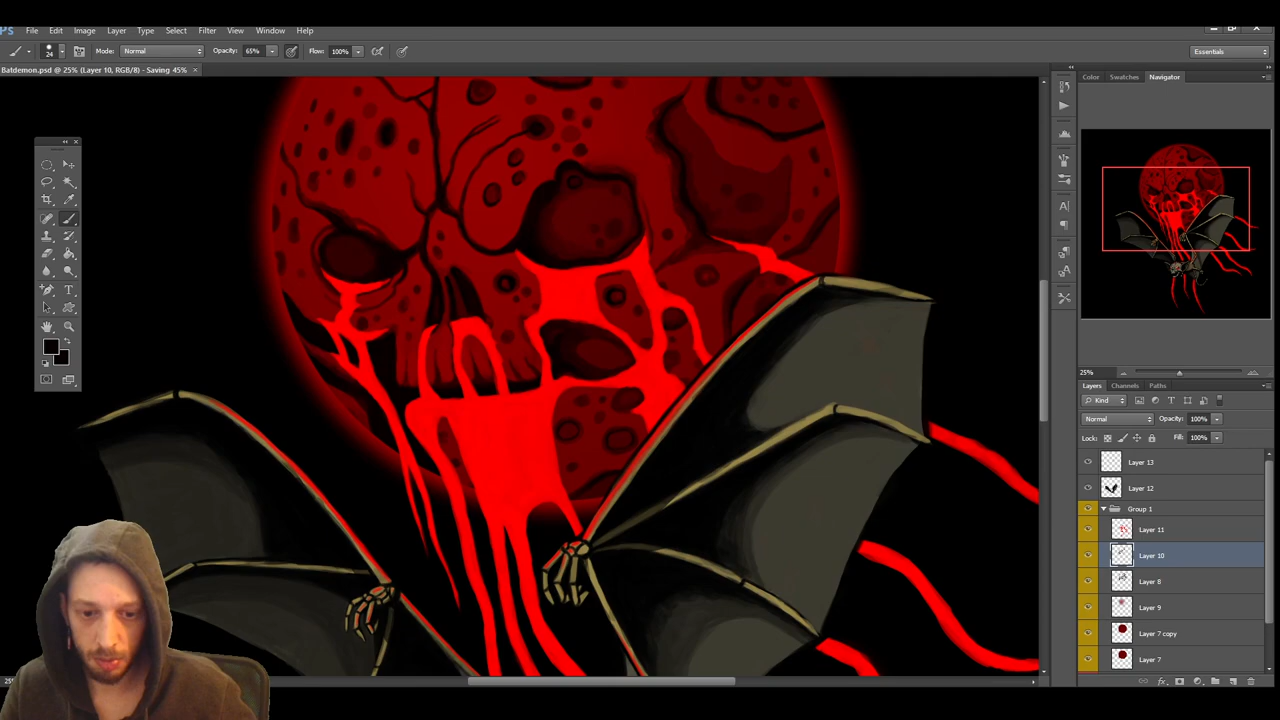 Ps File Edit Image Layer Type Select Filter View Window Help
24 Mode: Normal Opacity: 65% Flow: 100% Essentials
Batdemon.psd @ 25% (Layer 10, RGB/8) - Saving 45% ×
Color Swatches Navigator
25%
Layers Channels Paths
Kind
Normal Opacity: 100%
Lock: Fill: 100%
Layer 13
Layer 12
Group 1
Layer 11
Layer 10
Layer 8
Layer 9
Layer 7 copy
Layer 7